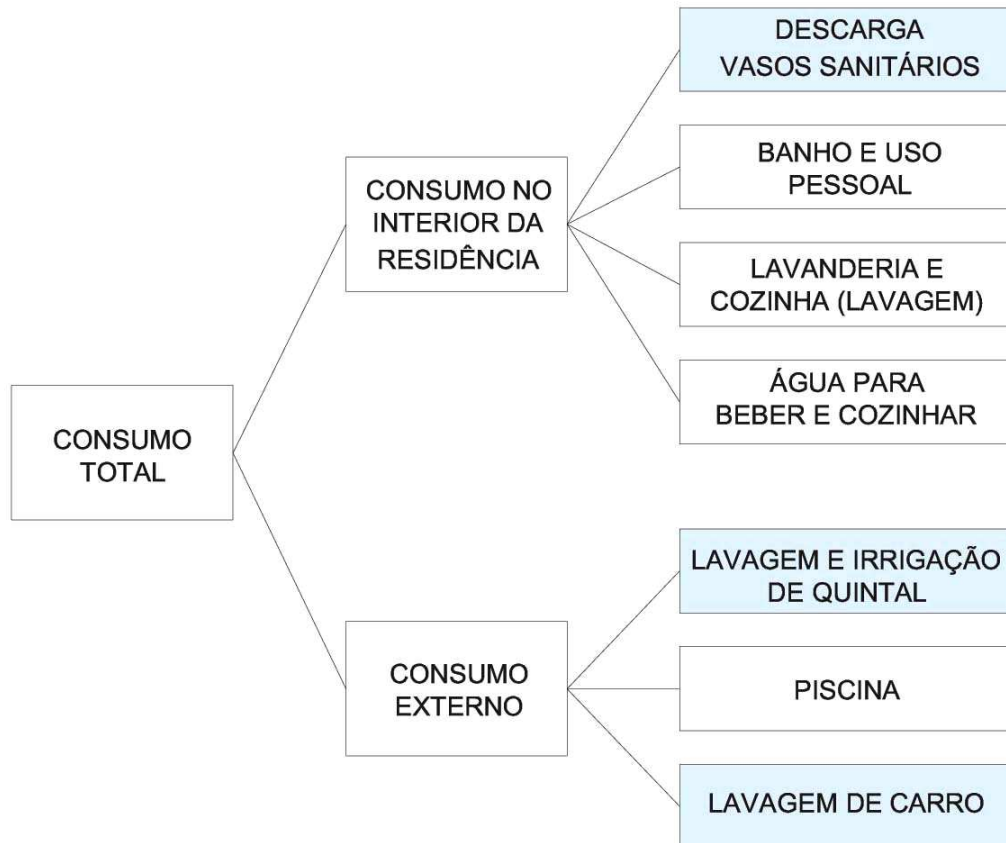 CONSUMO
TOTAL
CONSUMO NO
INTERIOR DA
RESIDÊNCIA
DESCARGA
VASOS SANITÁRIOS
BANHO E USO
PESSOAL
LAVANDERIA E
COZINHA (LAVAGEM)
ÁGUA PARA
BEBER E COZINHAR
CONSUMO
EXTERNO
LAVAGEM E IRRIGAÇÃO
DE QUINTAL
PISCINA
LAVAGEM DE CARRO